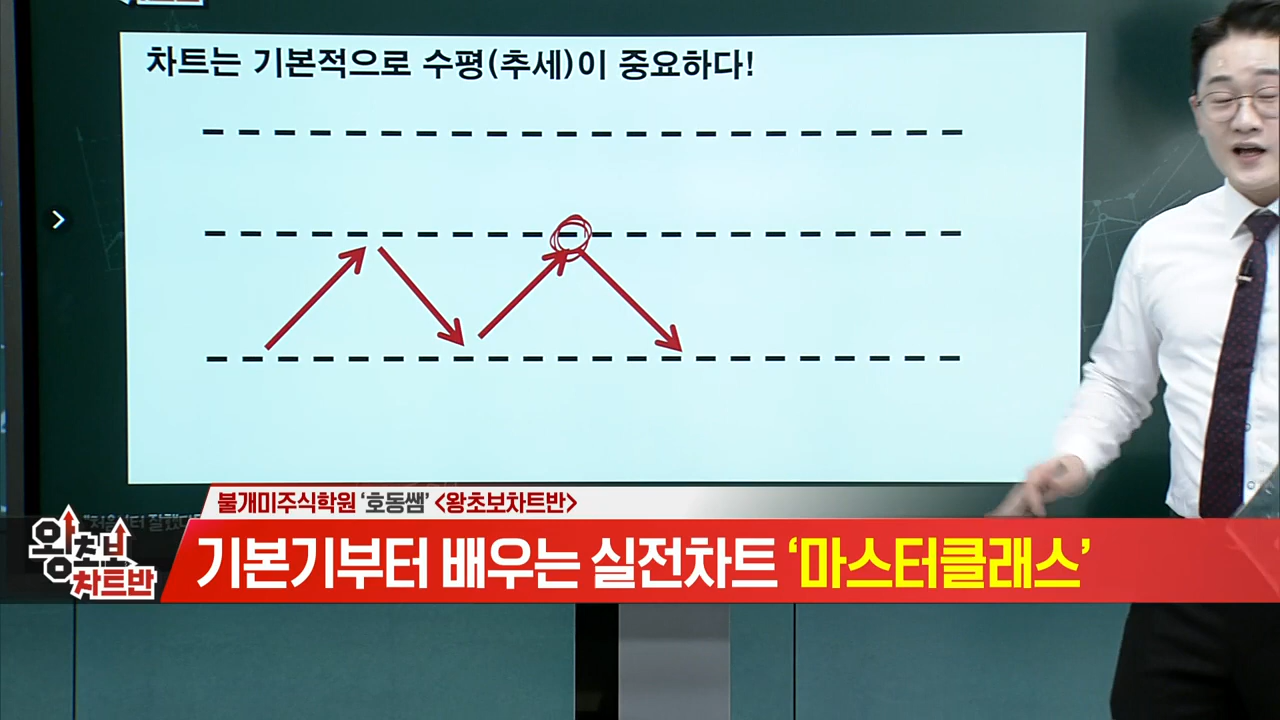 차트는 기본적으로 수평(추세)이 중요하다!
불개미주식학원 ‘호동쌤’ <왕초보차트반>
왕초보
차트반
기본기부터 배우는 실전차트 ‘마스터클래스’